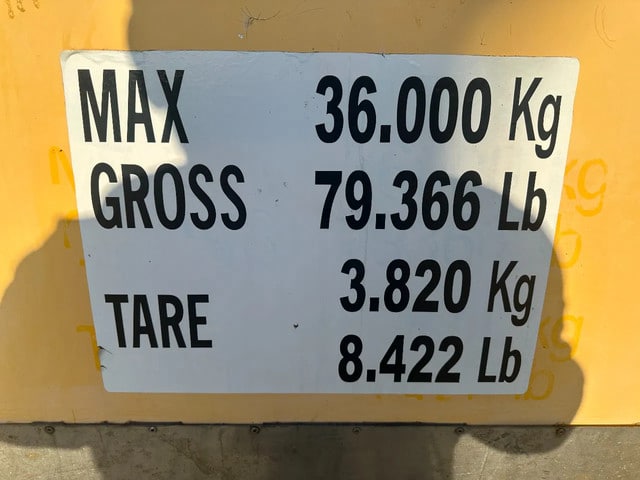 MAX 36.000 Kg
GROSS 79.366 Lb
3.820 Kg
TARE
8.422 Lb